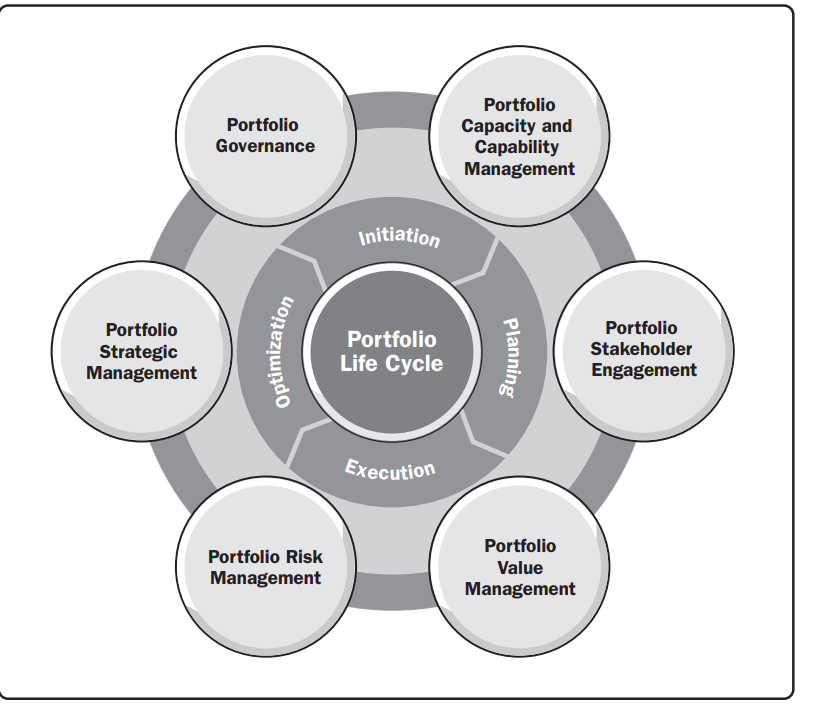 Portfolio
Governance
Portfolio
Capacity and
Capability
Management
Initiation
Portfolio
Strategic
Management
Optimization
Portfolio
Life Cycle
Planning
Portfolio
Stakeholder
Engagement
Execution
Portfolio Risk
Management
Portfolio
Value
Management